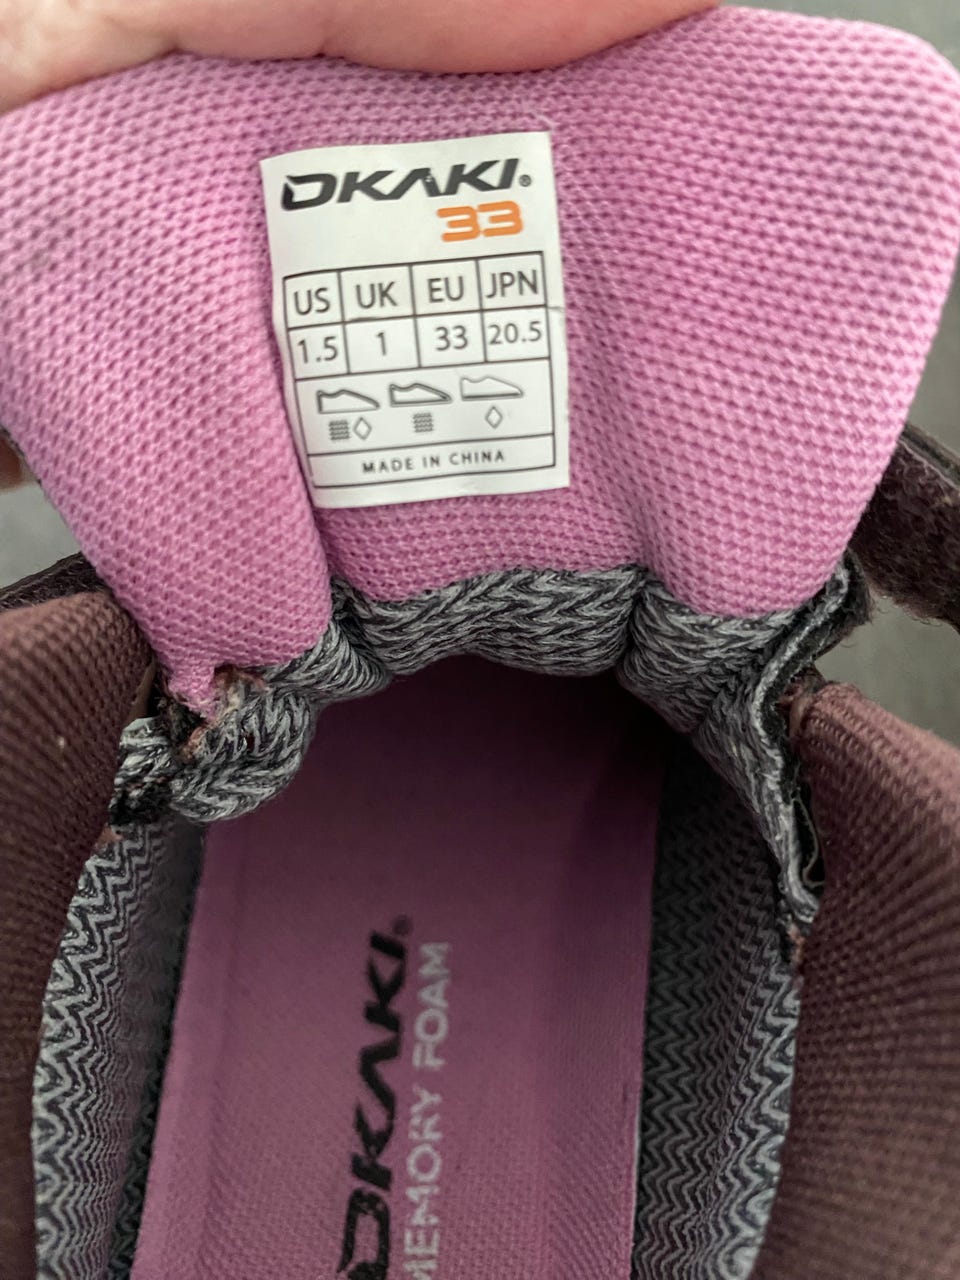 OKAKI®
33
US UK EU JPN
1.5 1 33 20.5
MADE IN CHINA
OKAKI®
MEMORY FOAM